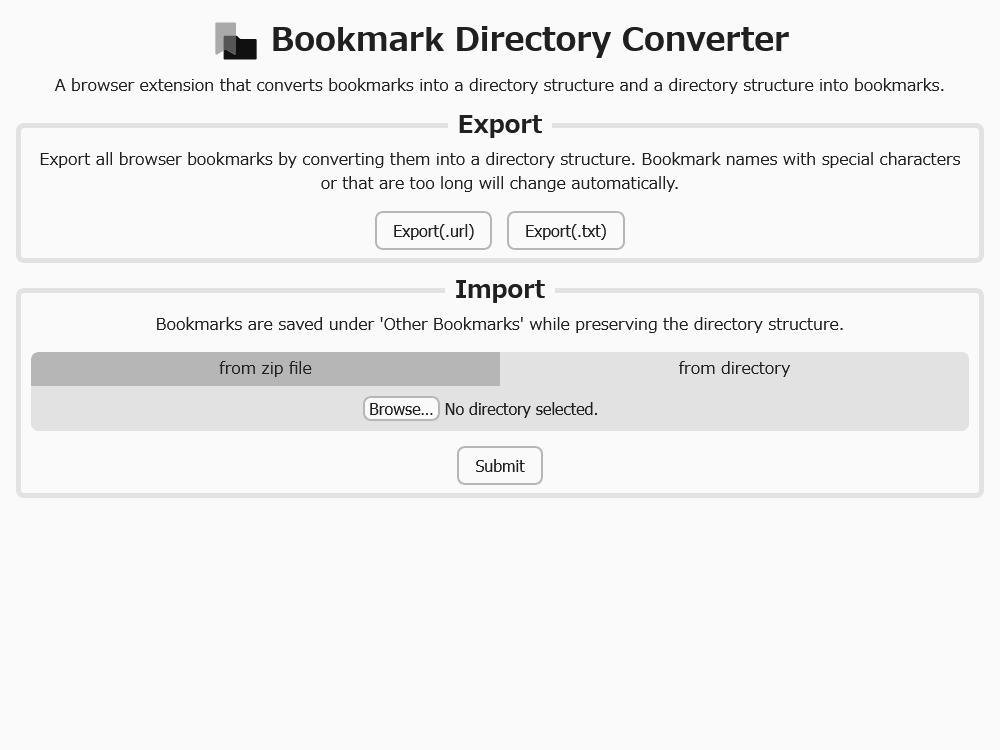 Bookmark Directory Converter
A browser extension that converts bookmarks into a directory structure and a directory structure into bookmarks.
Export
Export all browser bookmarks by converting them into a directory structure. Bookmark names with special characters
or that are too long will change automatically.
Export(.url) Export(.txt)
Import
Bookmarks are saved under 'Other Bookmarks' while preserving the directory structure.
from zip file from directory
Browse... No directory selected.
Submit